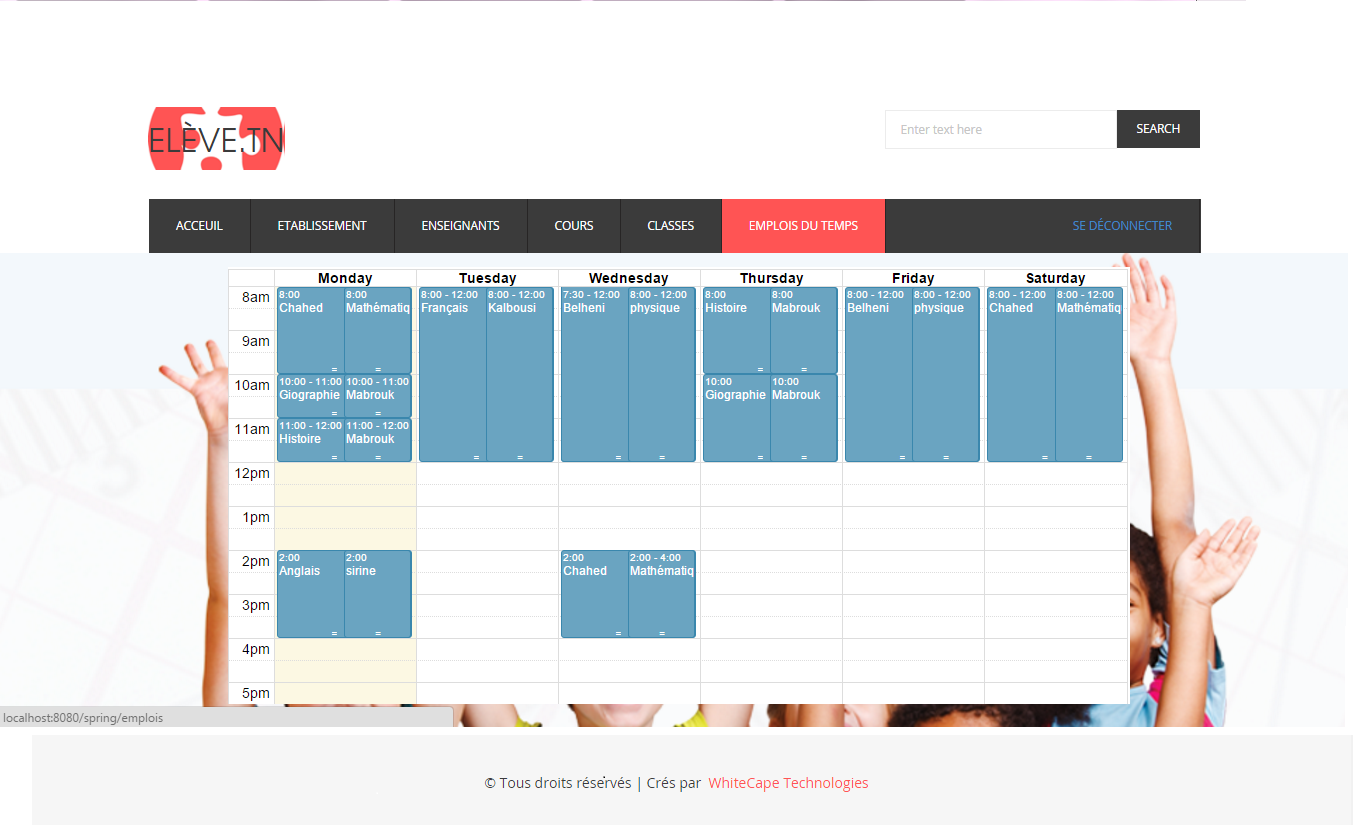 ELÈVE.TN
Enter text here SEARCH
ACCEUIL ETABLISSEMENT ENSEIGNANTS COURS CLASSES EMPLOIS DU TEMPS SE DÉCONNECTER
Monday Tuesday Wednesday Thursday Friday Saturday
8am 8:00 8:00 8:00 - 12:00 8:00 - 12:00 7:30 - 12:00 8:00 - 12:00 8:00 8:00 8:00 - 12:00 8:00 - 12:00 8:00 - 12:00 8:00 - 12:00
Chahed Mathématiq Français Kalbousi Belheni physique Histoire Mabrouk Belheni physique Chahed Mathématiq
9am
10am 10:00 - 11:00 10:00 - 11:00 10:00 10:00
Giographie Mabrouk Giographie Mabrouk
11am 11:00 - 12:00 11:00 - 12:00
Histoire Mabrouk
12pm
1pm
2pm 2:00 2:00 2:00 2:00 - 4:00
Anglais sirine Chahed Mathématiq
3pm
4pm
5pm
localhost:8080/spring/emplois
© Tous droits réservés | Crés par WhiteCape Technologies